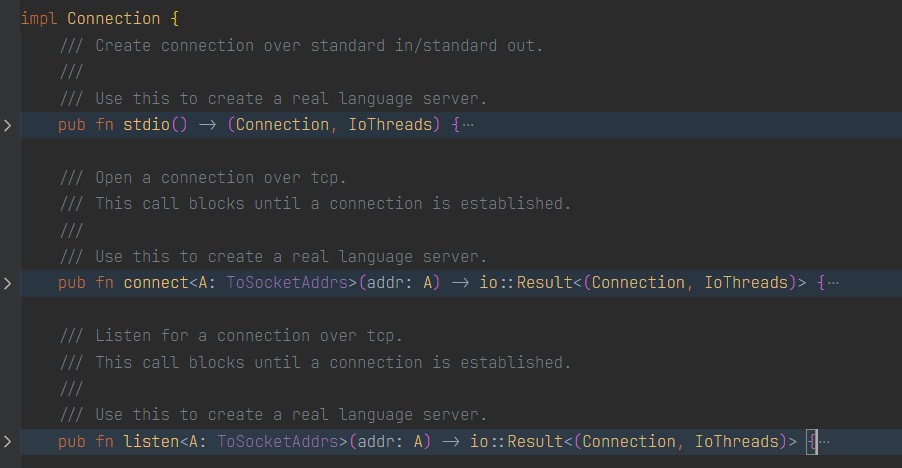 impl Connection {
/// Create connection over standard in/standard out.
///
/// Use this to create a real language server.
pub fn stdio() -> (Connection, IoThreads) {⋯
/// Open a connection over tcp.
/// This call blocks until a connection is established.
///
/// Use this to create a real language server.
pub fn connect<A: ToSocketAddrs>(addr: A) -> io::Result<(Connection, IoThreads)> {⋯
/// Listen for a connection over tcp.
/// This call blocks until a connection is established.
///
/// Use this to create a real language server.
pub fn listen<A: ToSocketAddrs>(addr: A) -> io::Result<(Connection, IoThreads)> {⋯